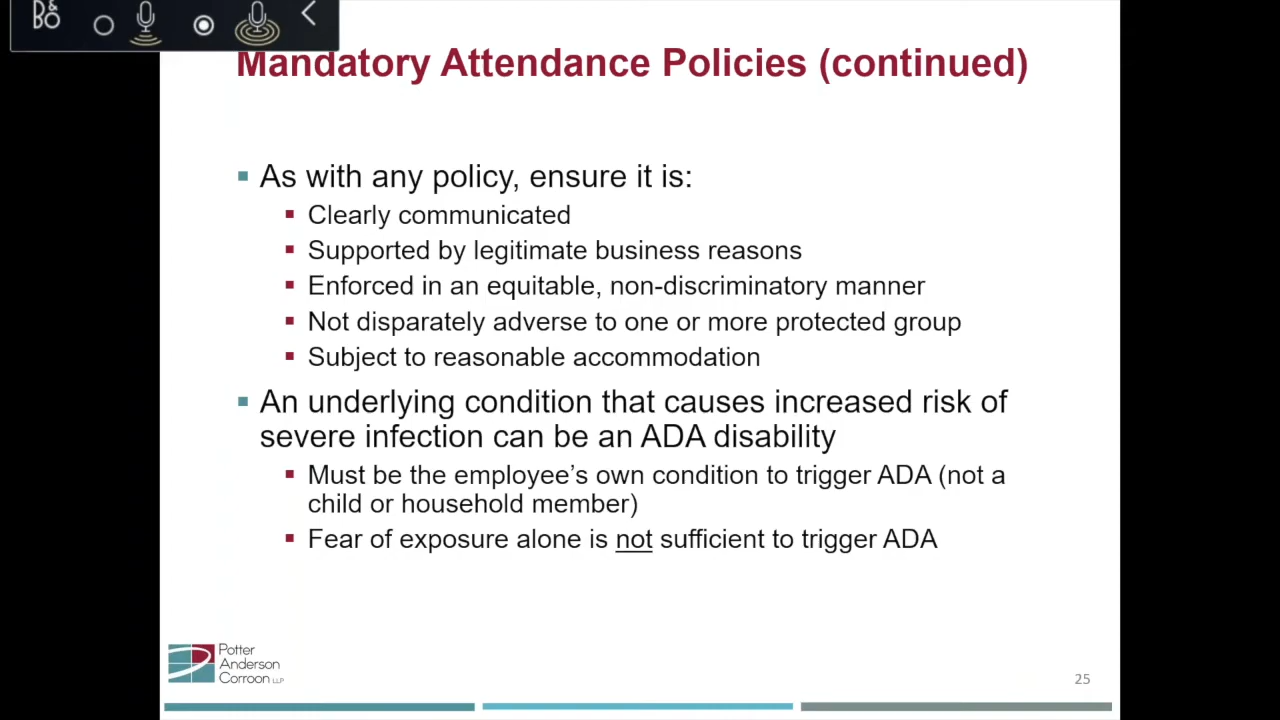 B&O
Mandatory Attendance Policies (continued)
As with any policy, ensure it is:
Clearly communicated
Supported by legitimate business reasons
Enforced in an equitable, non-discriminatory manner
Not disparately adverse to one or more protected group
Subject to reasonable accommodation
An underlying condition that causes increased risk of
severe infection can be an ADA disability
Must be the employee’s own condition to trigger ADA (not a
child or household member)
Fear of exposure alone is not sufficient to trigger ADA
Potter
Anderson
Corroon LLP
25